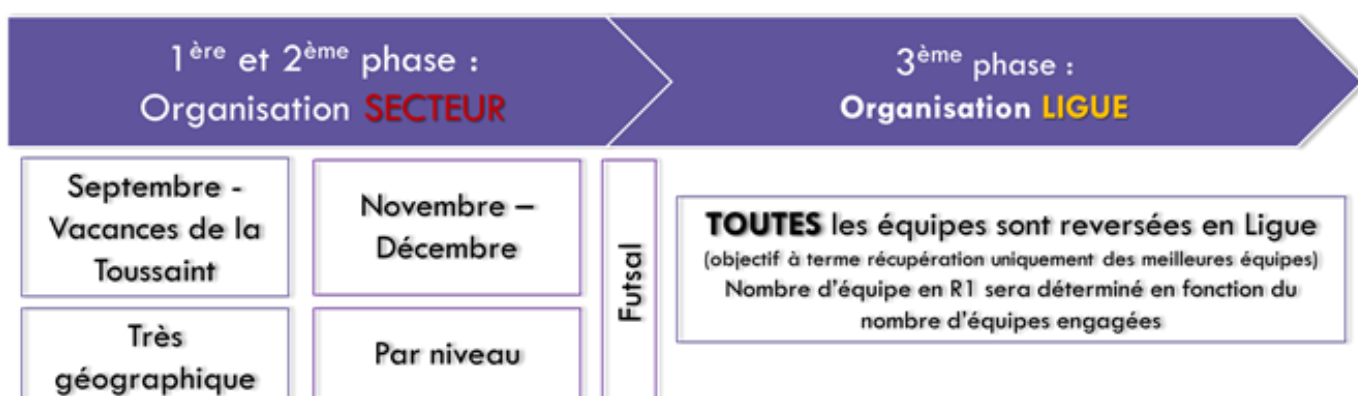 1ère et 2ème phase :
Organisation SECTEUR
3ème phase :
Organisation LIGUE
Septembre -
Vacances de la
Toussaint
Novembre –
Décembre
Très
géographique
Par niveau
Futsal
TOUTES les équipes sont reversées en Ligue
(objectif à terme récupération uniquement des meilleures équipes)
Nombre d'équipe en R1 sera déterminé en fonction du
nombre d'équipes engagées